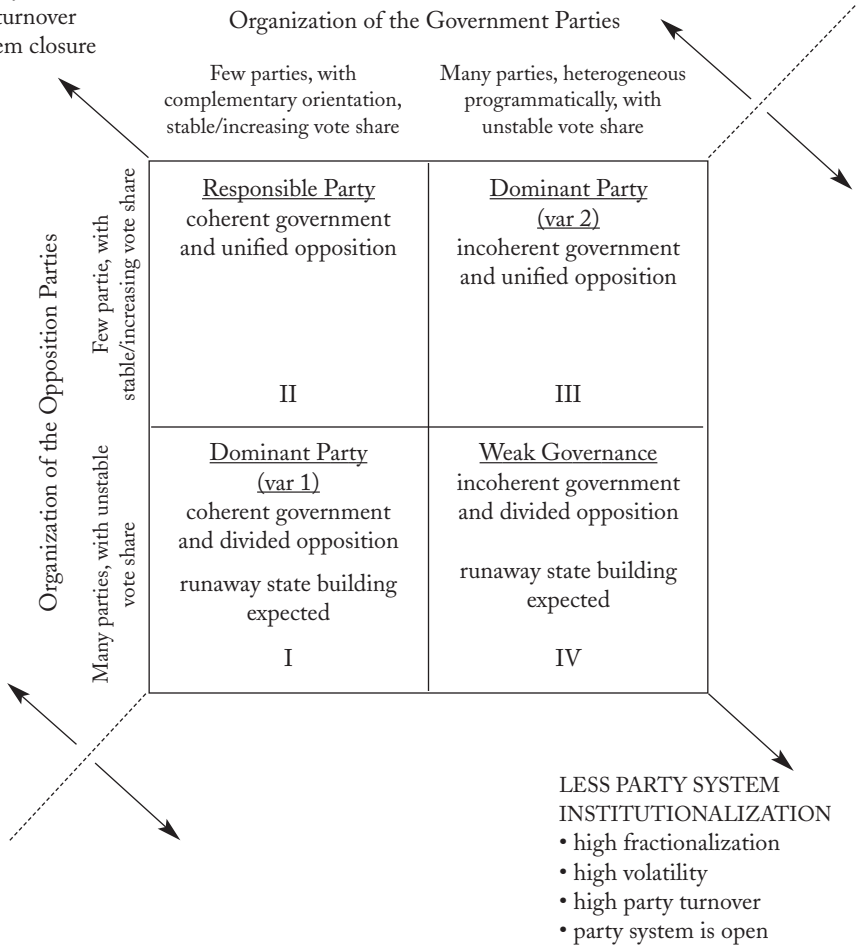 turnover
closure
Organization of the Government Parties
Few parties, with
complementary orientation,
stable/increasing vote share
Many parties, heterogeneous
programmatically, with
unstable vote share
Organization of the Opposition Parties
Few partie, with
stable/increasing vote share
Responsible Party
coherent government
and unified opposition
II
Dominant Party
(var 2)
incoherent government
and unified opposition
III
Many parties, with unstable
vote share
Dominant Party
(var 1)
coherent government
and divided opposition
runaway state building
expected
I
Weak Governance
incoherent government
and divided opposition
runaway state building
expected
IV
LESS PARTY SYSTEM
INSTITUTIONALIZATION
• high fractionalization
• high volatility
• high party turnover
• party system is open